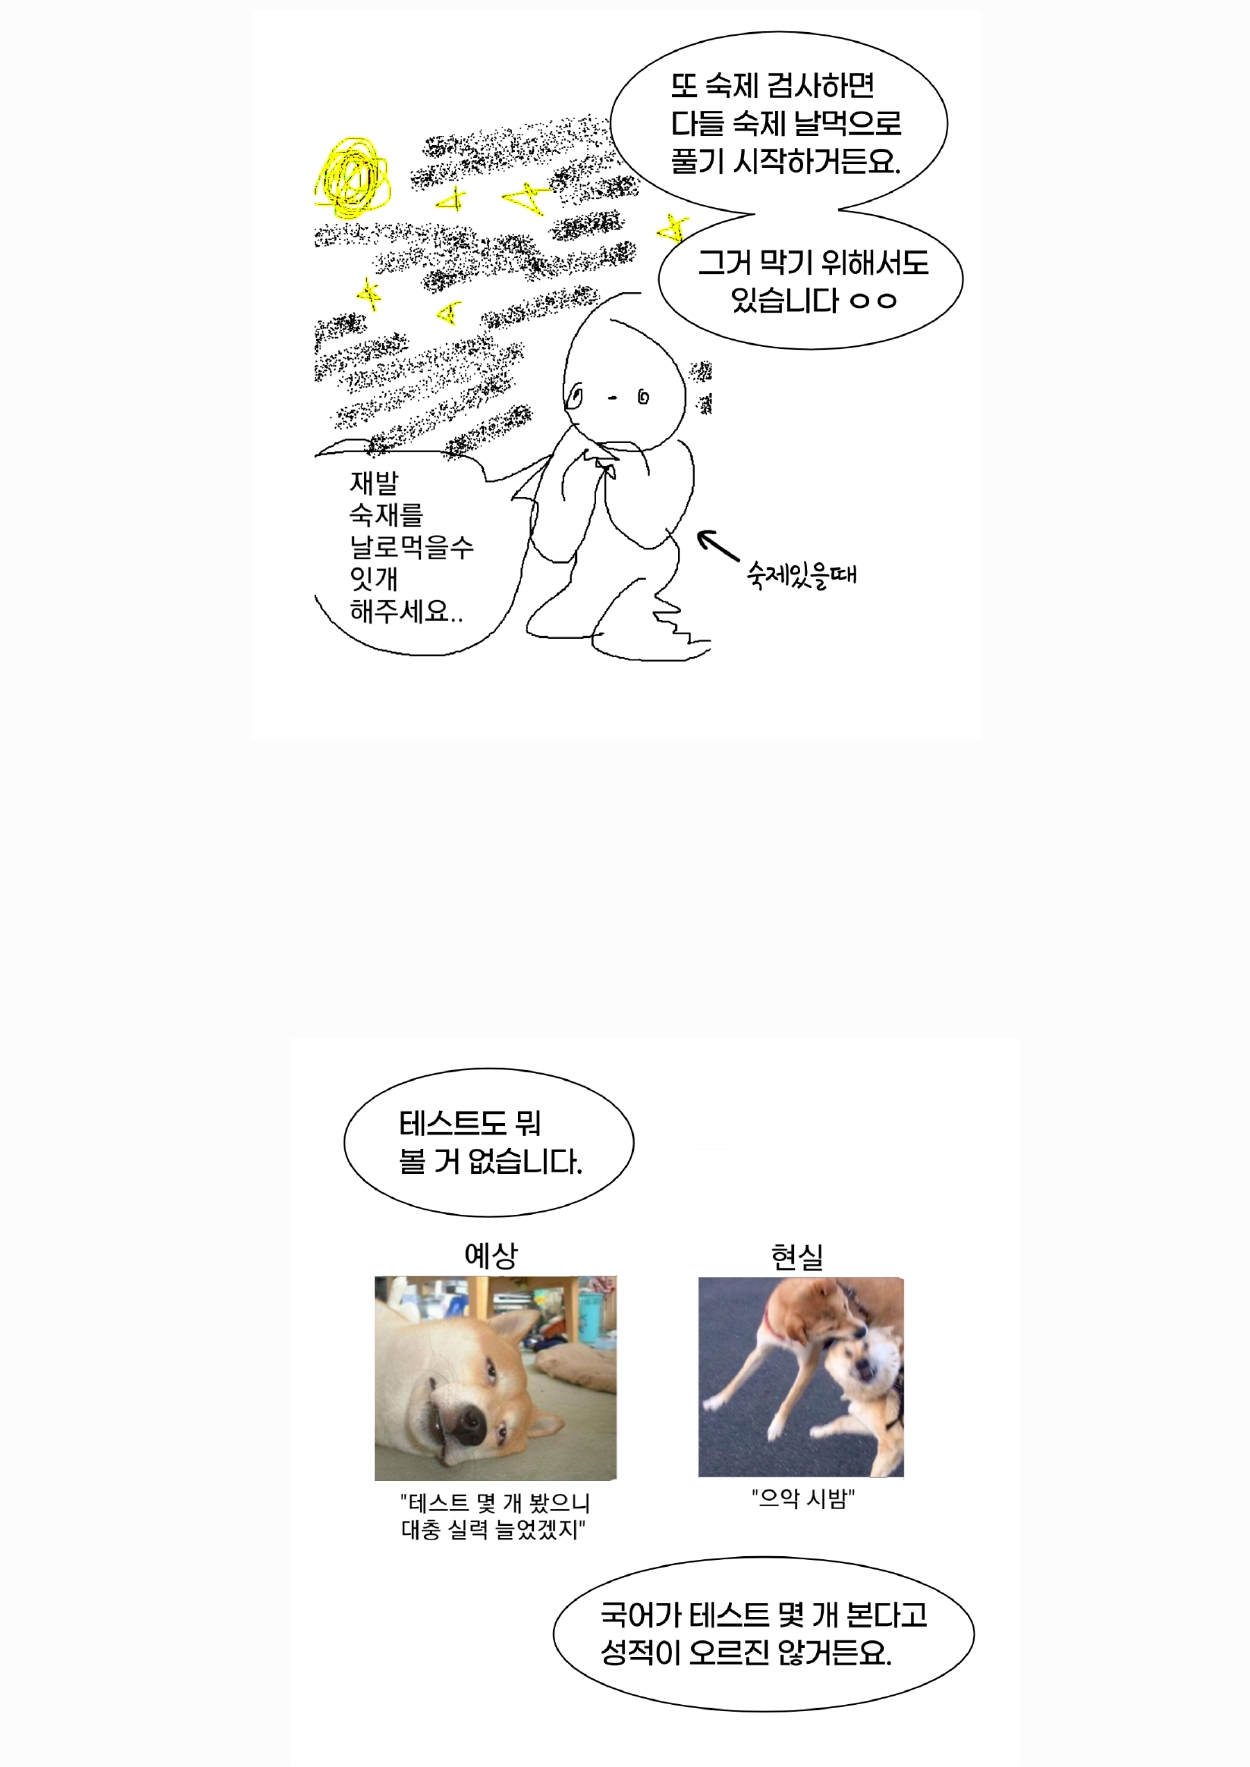 또 숙제 검사하면
다들 숙제 날먹으로
풀기 시작하거든요.
그거 막기 위해서도
있습니다 ㅇㅇ
재발
숙재를
날로먹을수
잇개
해주세요..
숙제있을때
테스트도 뭐
볼 거 없습니다.
예상
현실
"테스트 몇 개 봤으니
대충 실력 늘었겠지"
"으악 시밤"
국어가 테스트 몇 개 본다고
성적이 오르진 않거든요.